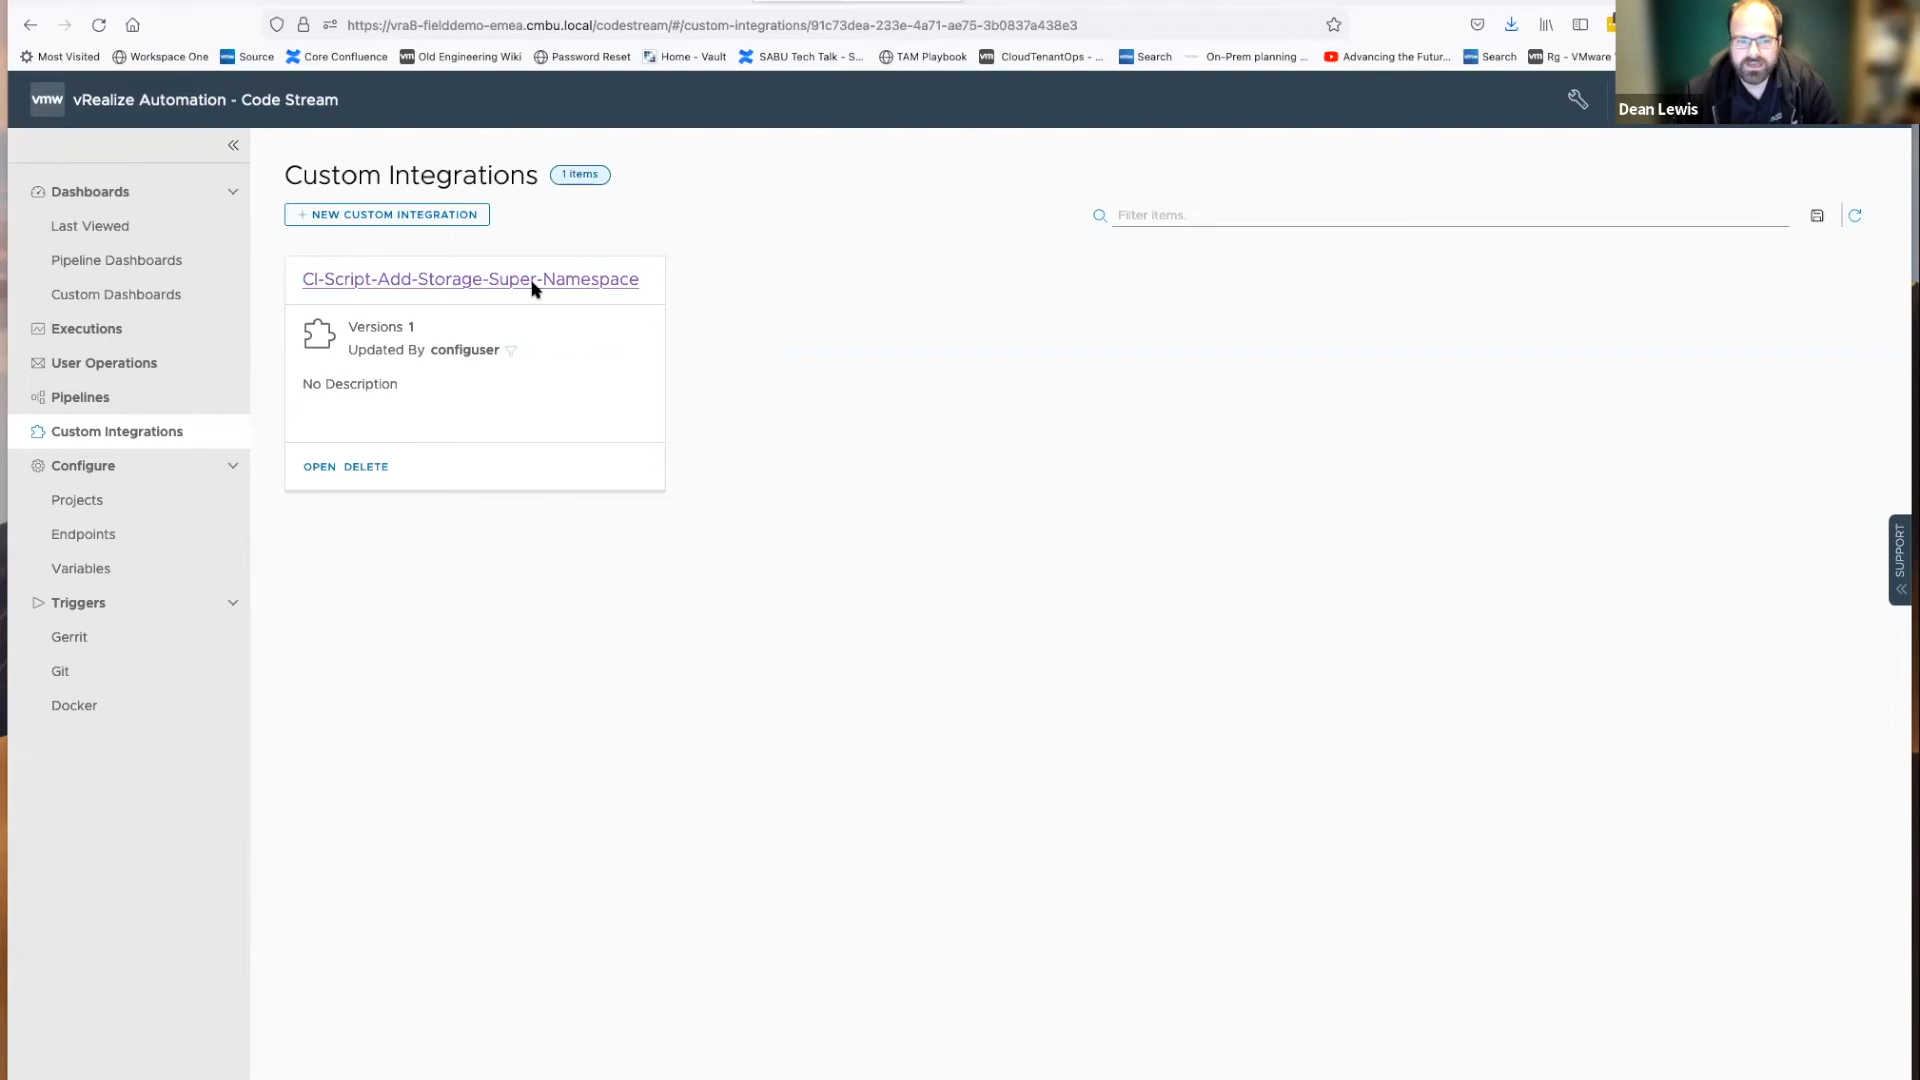 https://vra8-fielddemo-emea.cmbu.local/codestream/#/custom-integrations/91c73dea-233e-4a71-ae75-3b0837a438e3
Most Visited Workspace One Source Core Confluence Old Engineering Wiki Password Reset Home - Vault SABU Tech Talk - S... TAM Playbook CloudTenantOps - ... Search On-Prem planning ... Advancing the Futur... Search Rg - VMware
vmw vRealize Automation - Code Stream
Dean Lewis
Dashboards
Last Viewed
Pipeline Dashboards
Custom Dashboards
Executions
User Operations
Pipelines
Custom Integrations
Configure
Projects
Endpoints
Variables
Triggers
Gerrit
Git
Docker
Custom Integrations 1 items
+ NEW CUSTOM INTEGRATION
Filter items.
CI-Script-Add-Storage-Super-Namespace
Versions 1
Updated By configuser
No Description
OPEN DELETE
SUPPORT